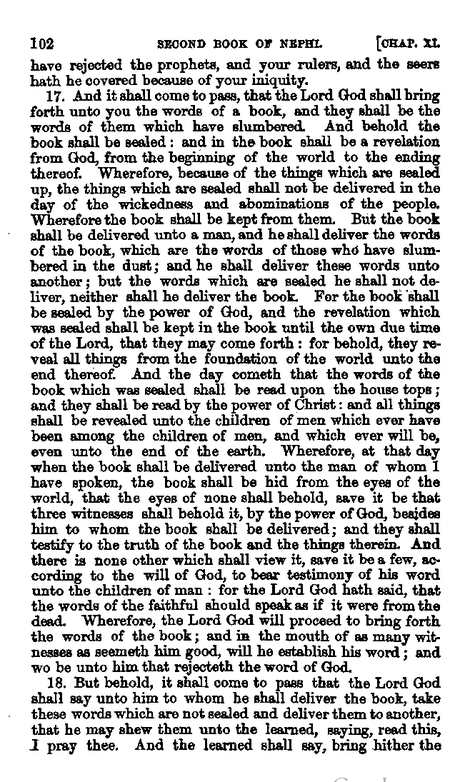 102 SECOND BOOK OF NEPHI. [CHAP. XI.
have rejected the prophets, and your rulers, and the seers
hath he covered because of your iniquity.
17. And it shall come to pass, that the Lord God shall bring
forth unto you the words of a book, and they shall be the
words of them which have slumbered. And behold the
book shall be sealed: and in the book shall be a revelation
from God, from the beginning of the world to the ending
thereof. Wherefore, because of the things which are sealed
up, the things which are sealed shall not be delivered in the
day of the wickedness and abominations of the people.
Wherefore the book shall be kept from them. But the book
shall be delivered unto a man, and he shall deliver the words
of the book, which are the words of those who have slum-
bered in the dust; and he shall deliver these words unto
another; but the words which are sealed he shall not de-
liver, neither shall he deliver the book. For the book shall
be sealed by the power of God, and the revelation which
was sealed shall be kept in the book until the own due time
of the Lord, that they may come forth: for behold, they re-
veal all things from the foundation of the world unto the
end thereof. And the day cometh that the words of the
book which was sealed shall be read upon the house tops;
and they shall be read by the power of Christ: and all things
shall be revealed unto the children of men which ever have
been among the children of men, and which ever will be,
even unto the end of the earth. Wherefore, at that day
when the book shall be delivered unto the man of whom I
have spoken, the book shall be hid from the eyes of the
world, that the eyes of none shall behold, save it be that
three witnesses shall behold it, by the power of God, besides
him to whom the book shall be delivered; and they shall
testify to the truth of the book and the things therein. And
there is none other which shall view it, save it be a few, ac-
cording to the will of God, to bear testimony of his word
unto the children of man: for the Lord God hath said, that
the words of the faithful should speak as if it were from the
dead. Wherefore, the Lord God will proceed to bring forth
the words of the book; and in the mouth of as many wit-
nesses as seemeth him good, will he establish his word; and
wo be unto him that rejecteth the word of God.
18. But behold, it shall come to pass that the Lord God
shall say unto him to whom he shall deliver the book, take
these words which are not sealed and deliver them to another,
that he may shew them unto the learned, saying, read this,
I pray thee. And the learned shall say, bring hither the